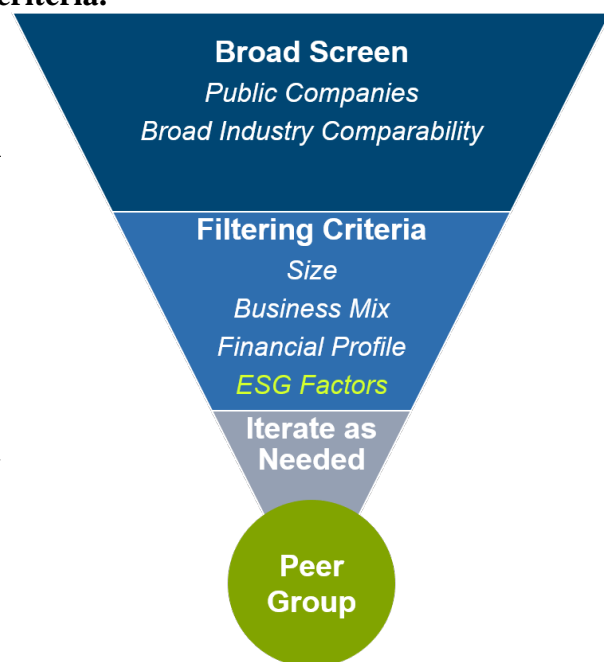 criteria:
Broad Screen
Public Companies
Broad Industry Comparability
Filtering Criteria
Size
Business Mix
Financial Profile
ESG Factors
Iterate as
Needed
Peer
Group